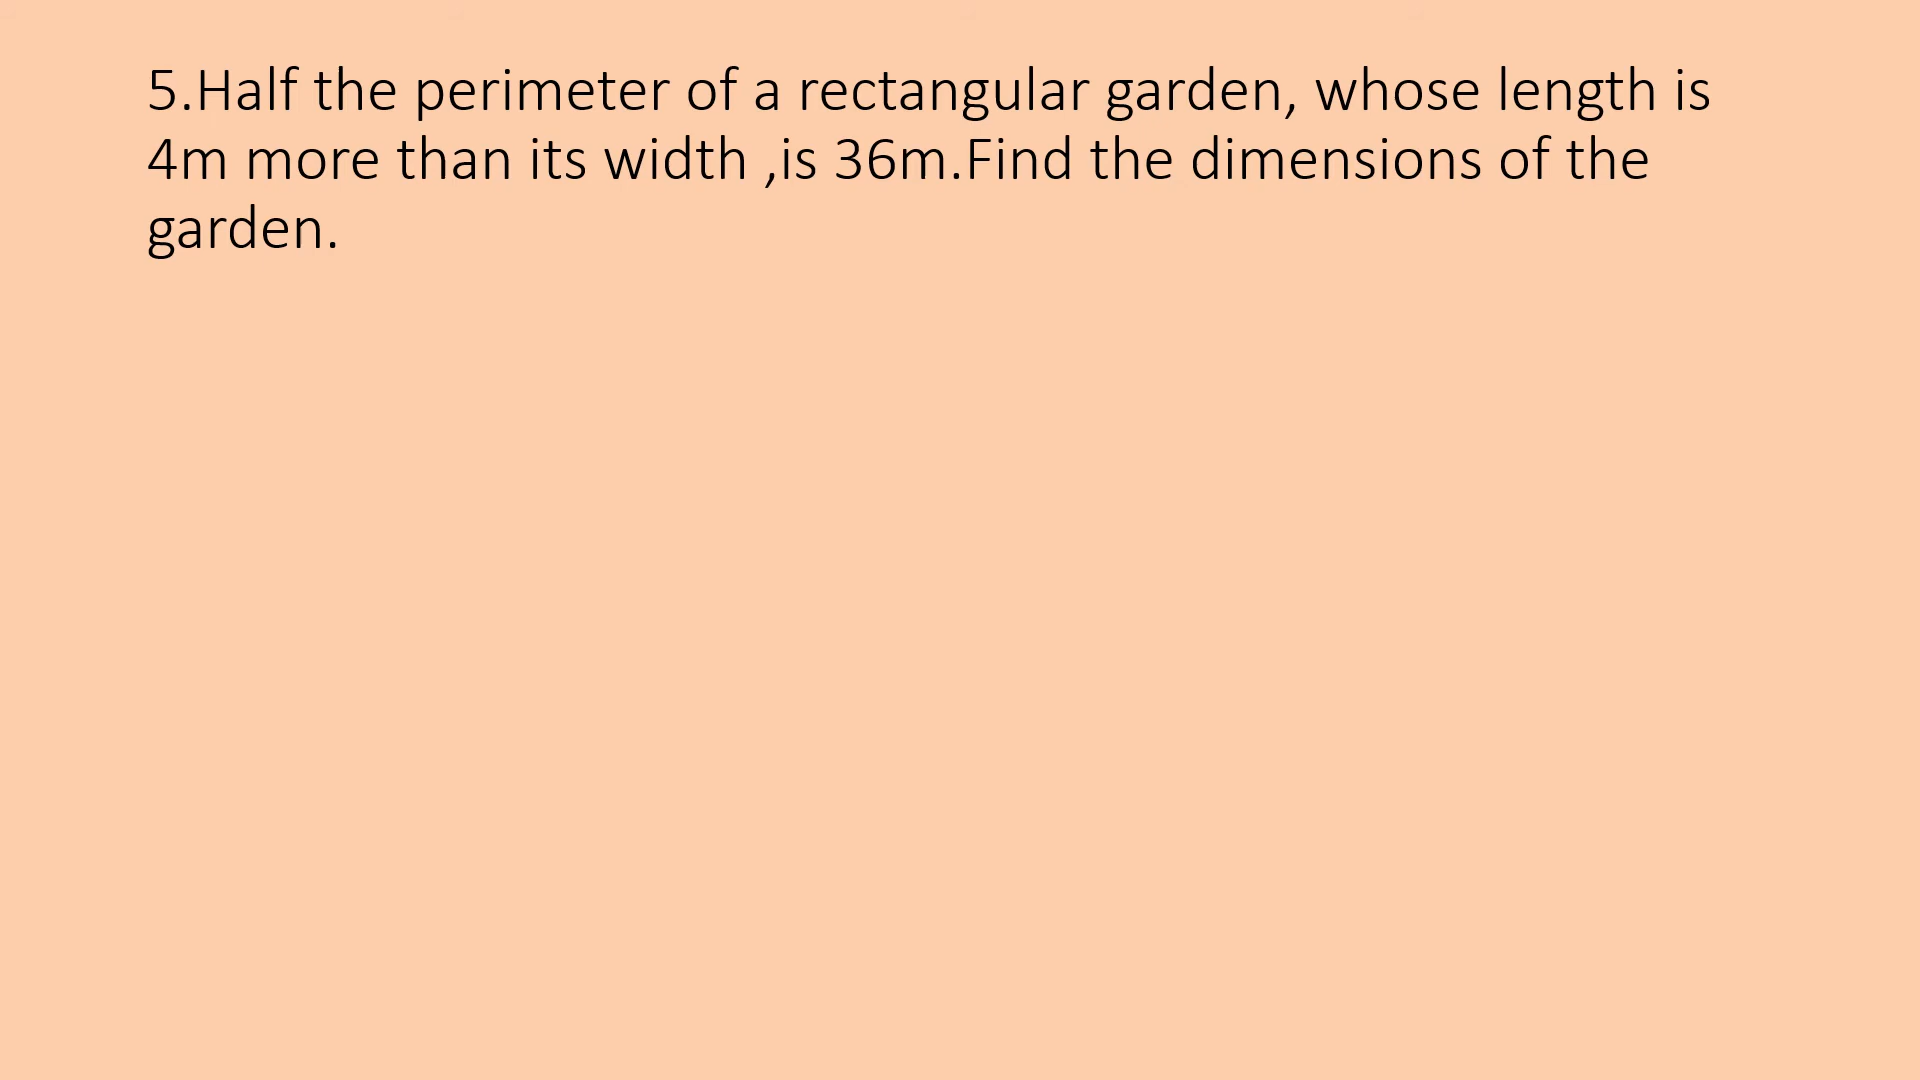 5.Half the perimeter of a rectangular garden, whose length is
4m more than its width ,is 36m.Find the dimensions of the
garden.